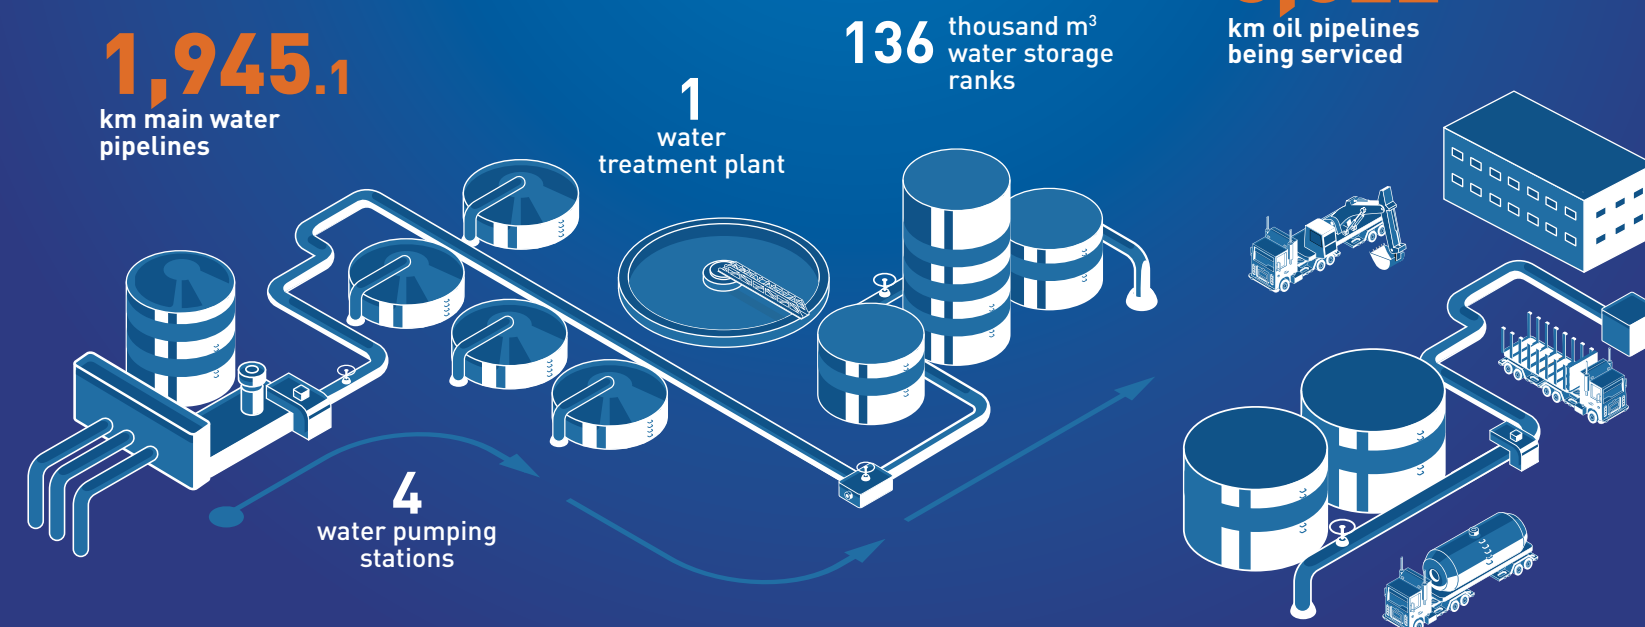 1,945.1
km main water
pipelines
1
water
treatment plant
136
thousand m³
water storage
ranks
km oil pipelines
being serviced
4
water pumping
stations